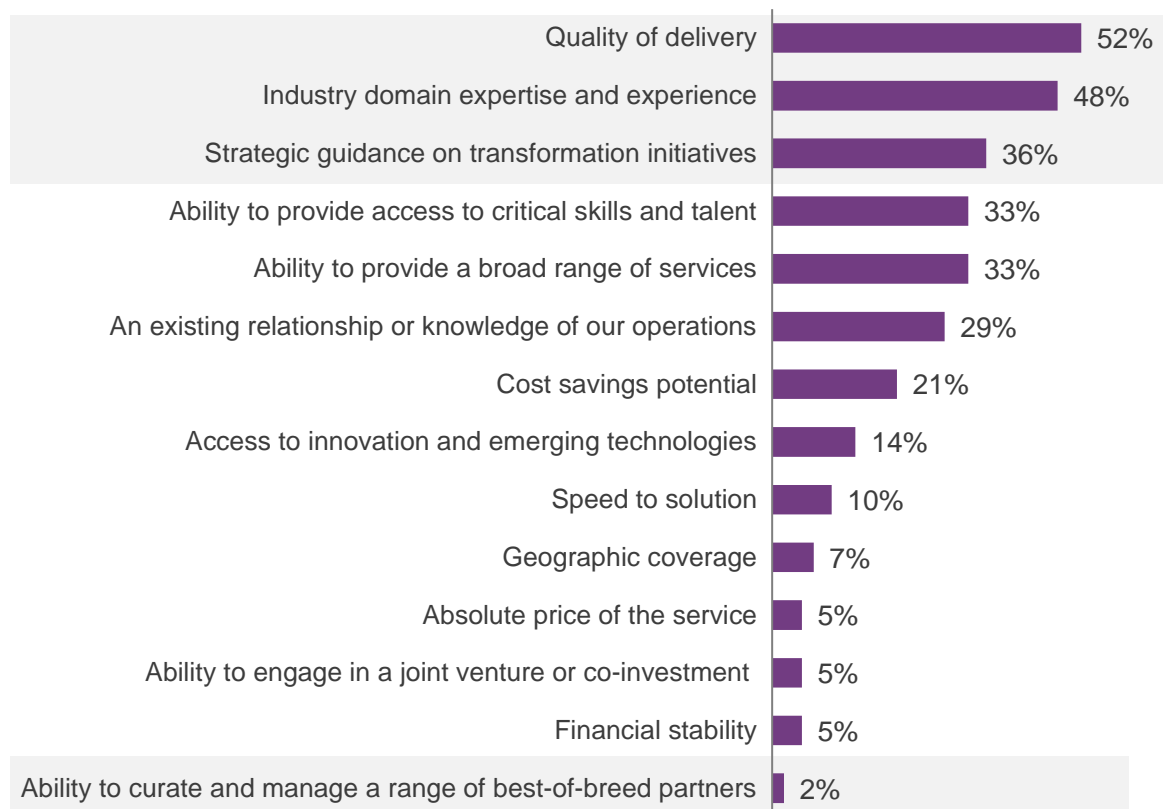 Quality of delivery 52%
Industry domain expertise and experience 48%
Strategic guidance on transformation initiatives 36%
Ability to provide access to critical skills and talent 33%
Ability to provide a broad range of services 33%
An existing relationship or knowledge of our operations 29%
Cost savings potential 21%
Access to innovation and emerging technologies 14%
Speed to solution 10%
Geographic coverage 7%
Absolute price of the service 5%
Ability to engage in a joint venture or co-investment 5%
Financial stability 5%
Ability to curate and manage a range of best-of-breed partners 2%